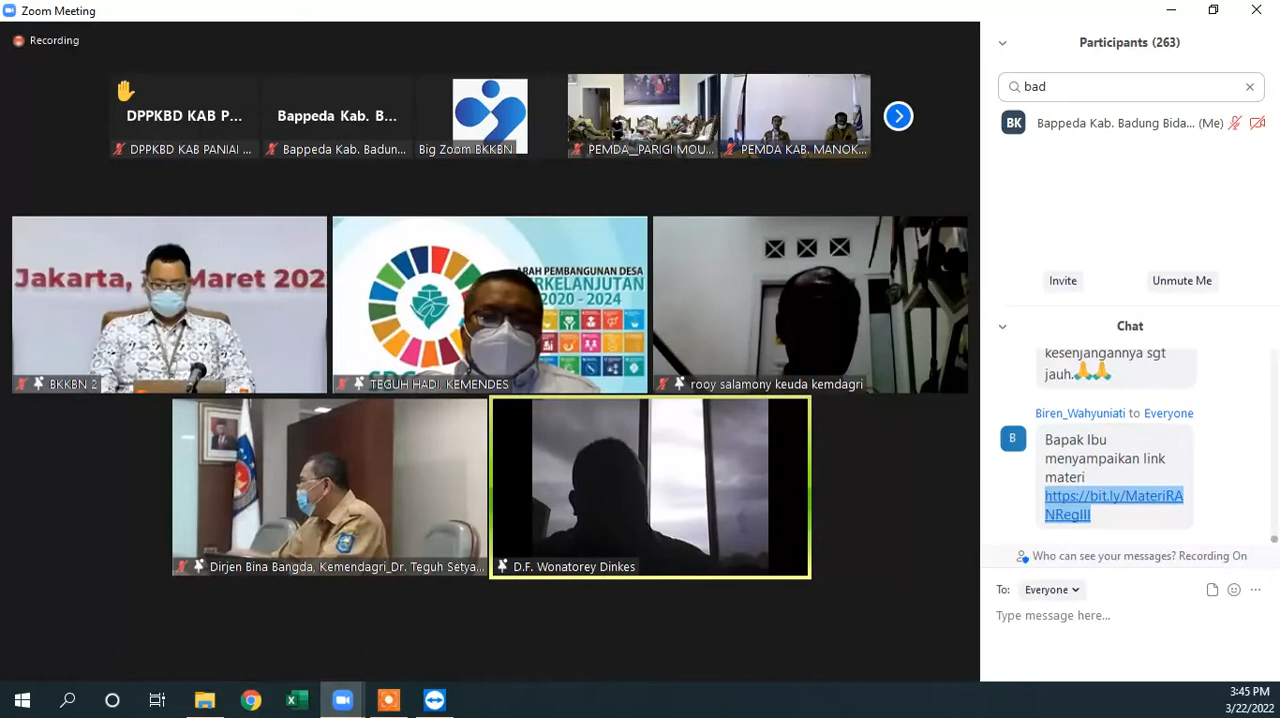 Zoom Meeting
Recording
DPPKBD KAB P...
DPPKBD KAB PANIAI ...
Bappeda Kab. B...
Bappeda Kab. Badun...
Big Zoom BKKBN
PEMDA_PARIGI MOU...
PEMDA KAB. MANOK...
Jakarta, Maret 202
BKKBN 2
ARAH PEMBANGUNAN DESA
BERKELANJUTAN
2020 - 2024
TEGUH HADI, KEMENDES
rooy salamony keuda kemdagri
Dirjen Bina Bangda, Kemendagri_Dr. Teguh Setya...
D.F. Wonatorey Dinkes
Participants (263)
bad
BK
Bappeda Kab. Badung Bida... (Me)
Invite
Unmute Me
Chat
kesenjangannya sgt
jauh.🙏🙏
Biren_Wahyuniati to Everyone
B
Bapak Ibu
menyampaikan link
materi
https://bit.ly/MateriRA
NRegIII
Who can see your messages? Recording On
To: Everyone
Type message here...
3:45 PM
3/22/2022